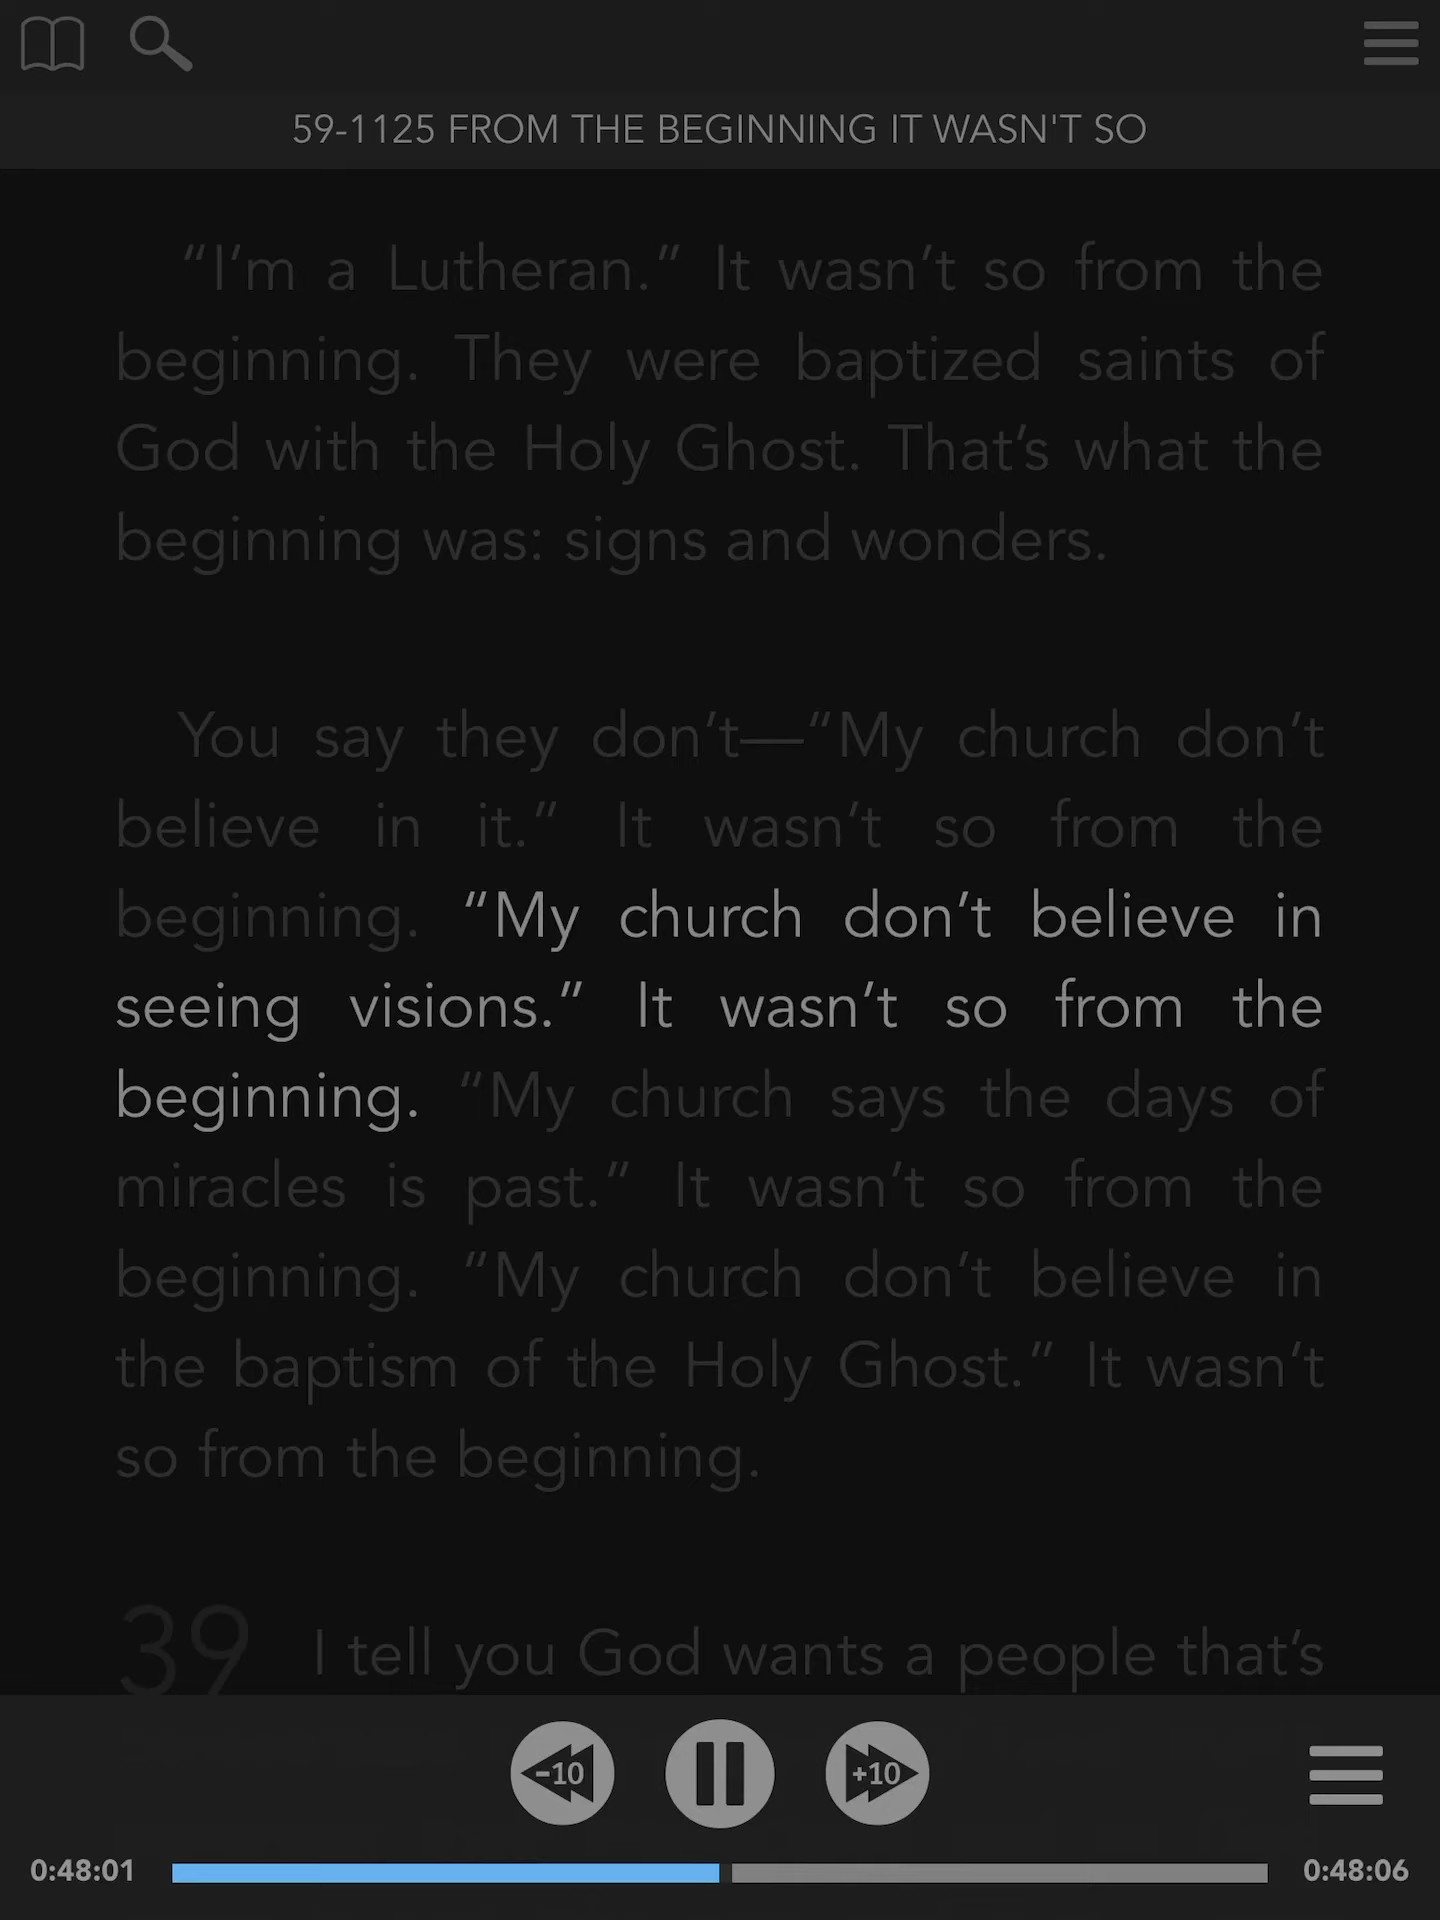 59-1125 FROM THE BEGINNING IT WASN'T SO
“I’m a Lutheran.” It wasn’t so from the
beginning. They were baptized saints of
God with the Holy Ghost. That’s what the
beginning was: signs and wonders.
You say they don’t—“My church don’t
believe in it.” It wasn’t so from the
beginning. “My church don’t believe in
seeing visions.” It wasn’t so from the
beginning. “My church says the days of
miracles is past.” It wasn’t so from the
beginning. “My church don’t believe in
the baptism of the Holy Ghost.” It wasn’t
so from the beginning.
39 I tell you God wants a people that’s
-10 +10
0:48:01 0:48:06